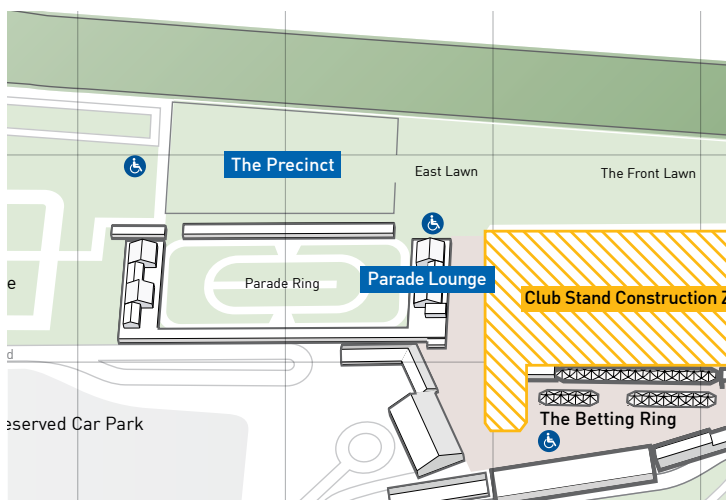 The Precinct
East Lawn
The Front Lawn
e
Parade Ring
Parade Lounge
Club Stand Construction Z
d
eserved Car Park
The Betting Ring